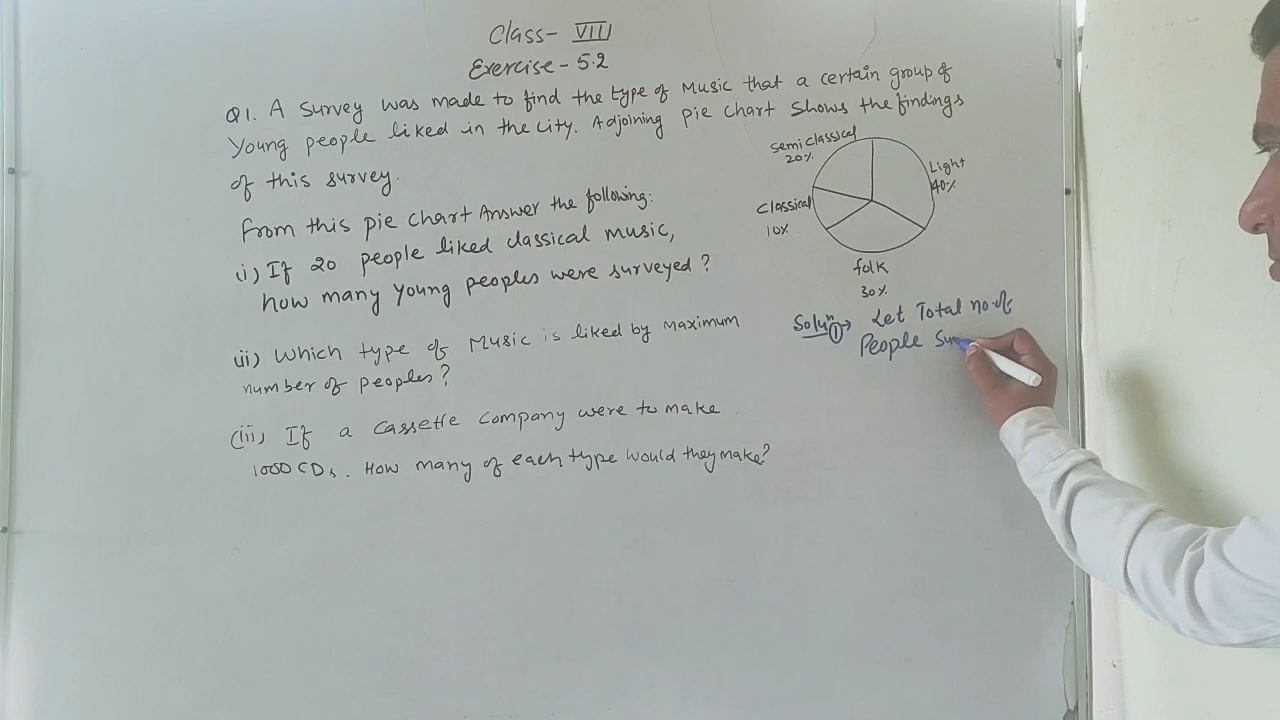 Class- VIII
Exercise - 5.2
Q1. A Survey was made to find the type of Music that a certain group of
Young people liked in the city. Adjoining pie chart shows the findings
of this survey.
From this pie chart Answer the following:
(i) If 20 people liked classical music,
how many young peoples were surveyed?
(ii) Which type of Music is liked by maximum
number of peoples?
(iii) If a cassette company were to make
1000 CDs. How many of each type would they make?
Semi classical
20%
Light
40%
Classical
10%
folk
30%
Soluⁿ ① → Let Total no. of
People Sur